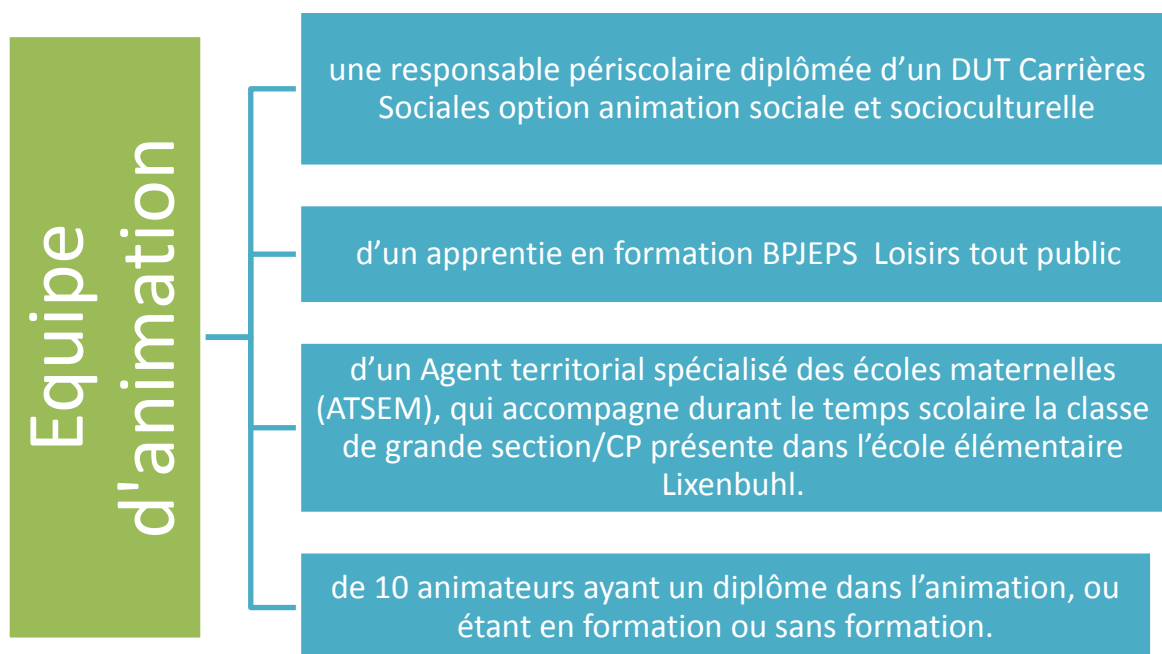 Equipe
d'animation
une responsable périscolaire diplômée d’un DUT Carrières
Sociales option animation sociale et socioculturelle
d’un apprentie en formation BPJEPS  Loisirs tout public
d’un Agent territorial spécialisé des écoles maternelles
(ATSEM), qui accompagne durant le temps scolaire la classe
de grande section/CP présente dans l’école élémentaire
Lixenbuhl.
de 10 animateurs ayant un diplôme dans l’animation, ou
étant en formation ou sans formation.